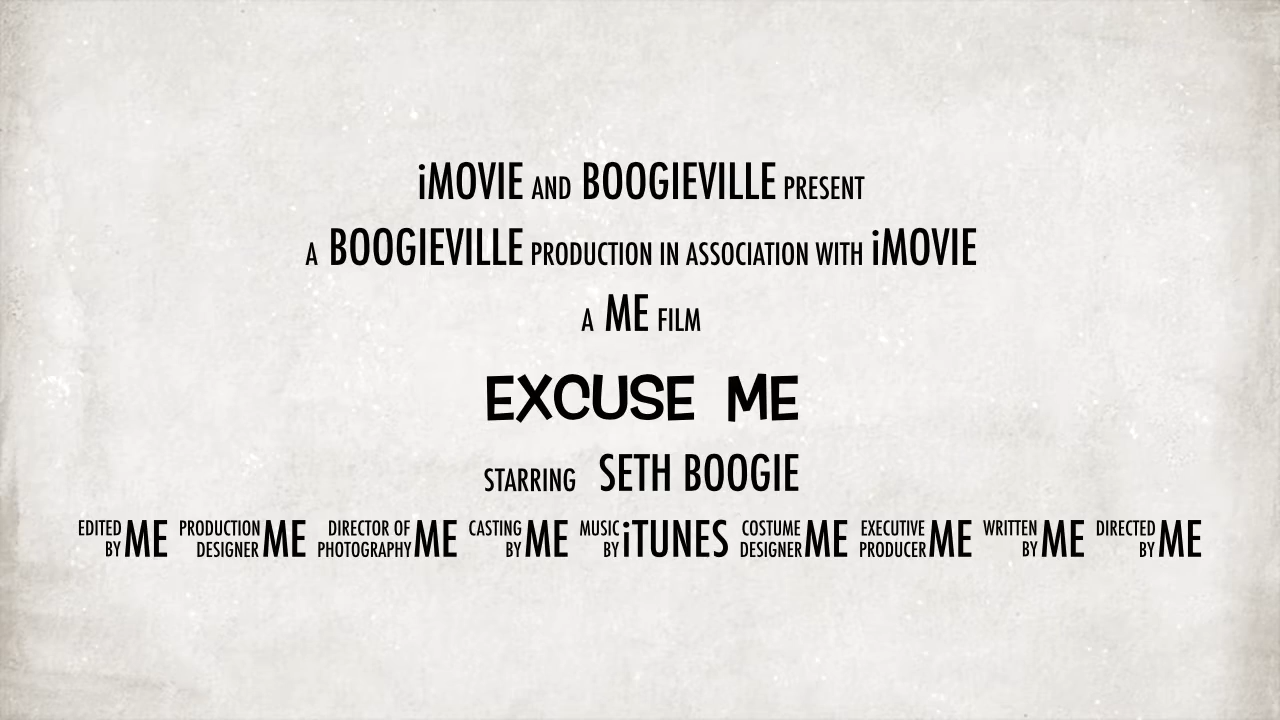 iMOVIE AND BOOGIEVILLE PRESENT
A BOOGIEVILLE PRODUCTION IN ASSOCIATION WITH iMOVIE
A ME FILM
EXCUSE ME
STARRING SETH BOOGIE
EDITED BY ME PRODUCTION DESIGNER ME DIRECTOR OF PHOTOGRAPHY ME CASTING BY ME MUSIC BY iTUNES COSTUME DESIGNER ME EXECUTIVE PRODUCER ME WRITTEN BY ME DIRECTED BY ME